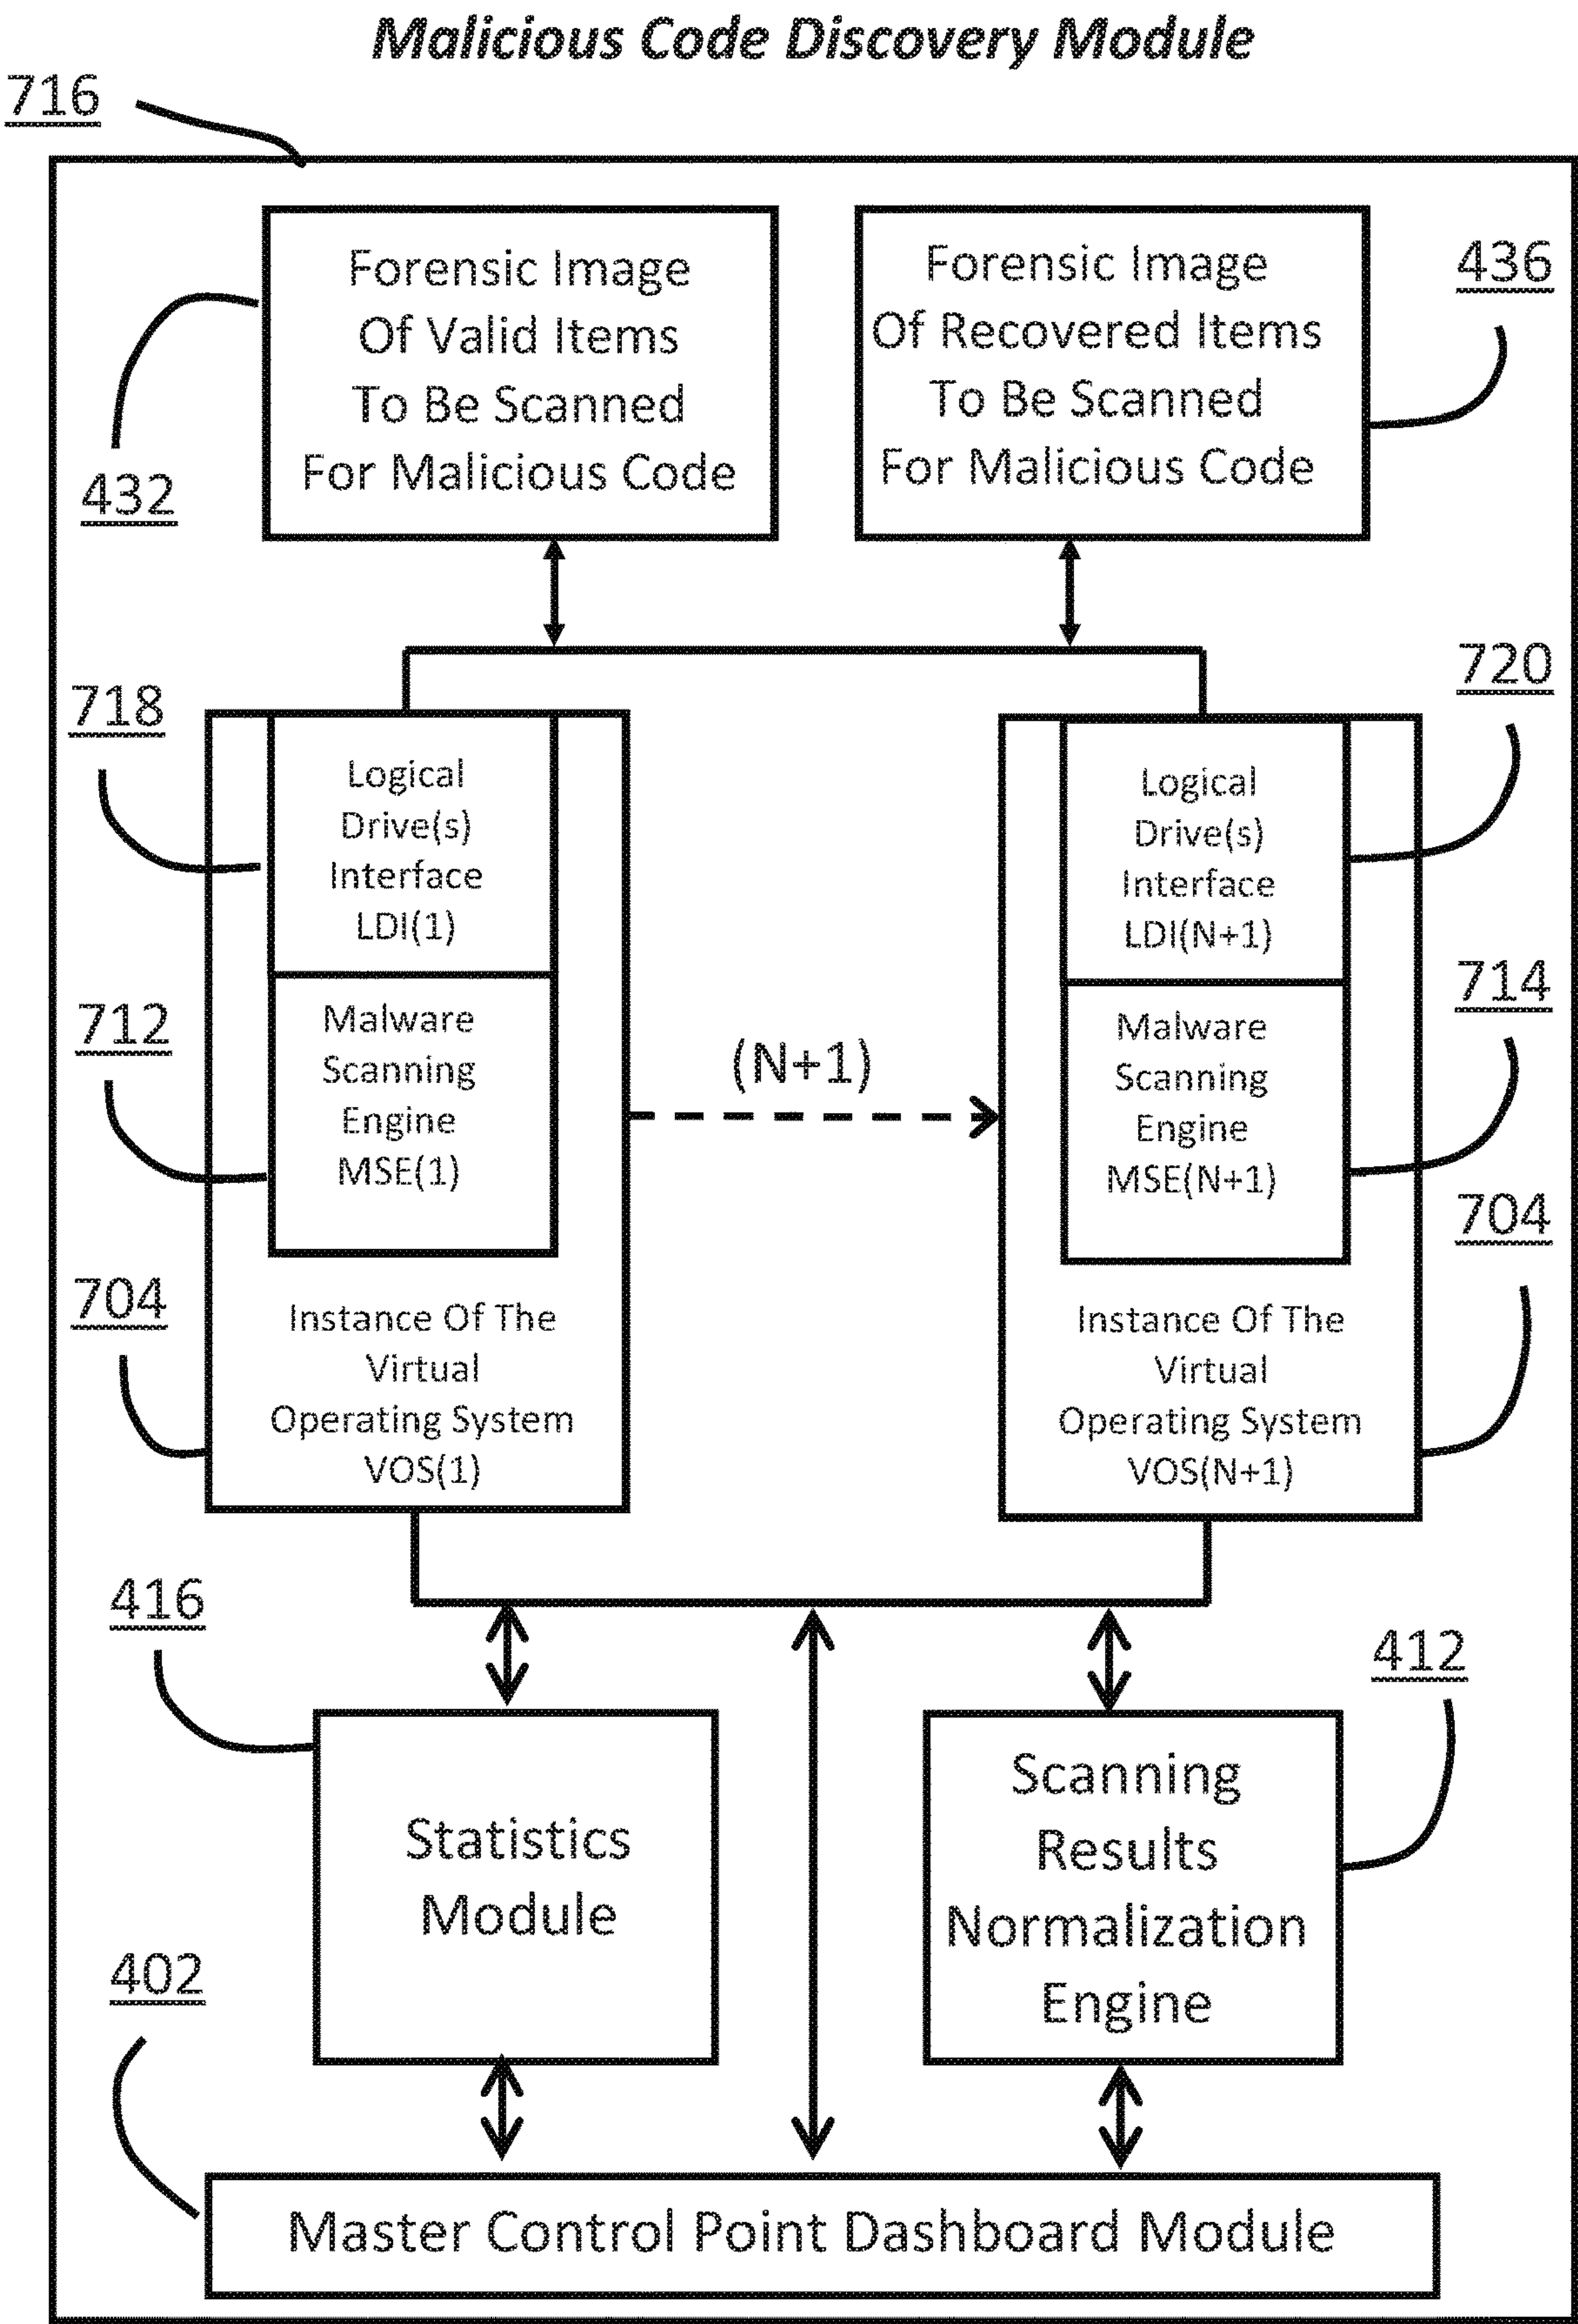 Malicious Code Discovery Module
716
Forensic Image
Of Valid Items
To Be Scanned
For Malicious Code
432
Forensic Image
Of Recovered Items
To Be Scanned
For Malicious Code
436
718
Logical
Drive(s)
Interface
LDI(1)
712
Malware
Scanning
Engine
MSE(1)
704
Instance Of The
Virtual
Operating System
VOS(1)
(N+1)
720
Logical
Drive(s)
Interface
LDI(N+1)
714
Malware
Scanning
Engine
MSE(N+1)
704
Instance Of The
Virtual
Operating System
VOS(N+1)
416
Statistics
Module
412
Scanning
Results
Normalization
Engine
402
Master Control Point Dashboard Module